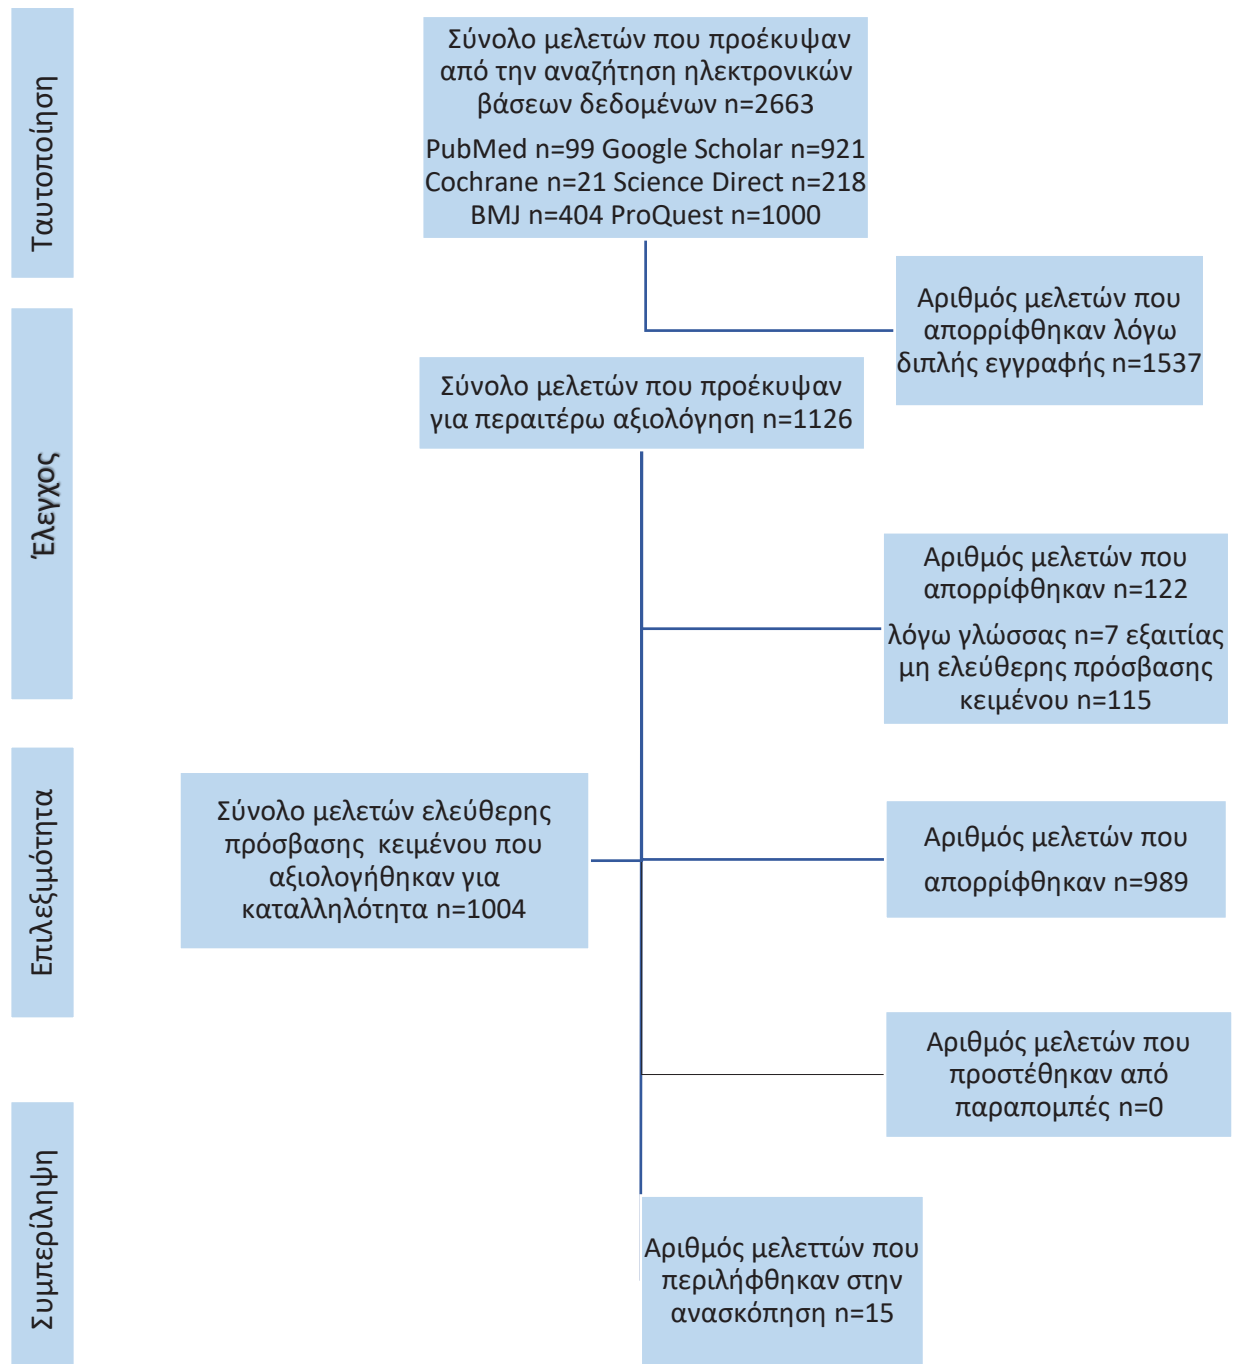 Ταυτοποίηση
Σύνολο μελετών που προέκυψαν
από την αναζήτηση ηλεκτρονικών
βάσεων δεδομένων n=2663
PubMed n=99 Google Scholar n=921
Cochrane n=21 Science Direct n=218
BMJ n=404 ProQuest n=1000
Αριθμός μελετών που
απορρίφθηκαν λόγω
διπλής εγγραφής n=1537
Έλεγχος
Σύνολο μελετών που προέκυψαν
για περαιτέρω αξιολόγηση n=1126
Αριθμός μελετών που
απορρίφθηκαν n=122
λόγω γλώσσας n=7 εξαιτίας
μη ελεύθερης πρόσβασης
κειμένου n=115
Επιλεξιμότητα
Σύνολο μελετών ελεύθερης
πρόσβασης  κειμένου που
αξιολογήθηκαν για
καταλληλότητα n=1004
Αριθμός μελετών που
απορρίφθηκαν n=989
Αριθμός μελετών που
προστέθηκαν από
παραπομπές n=0
Συμπερίληψη
Αριθμός μελεττών που
περιλήφθηκαν στην
ανασκόπηση n=15